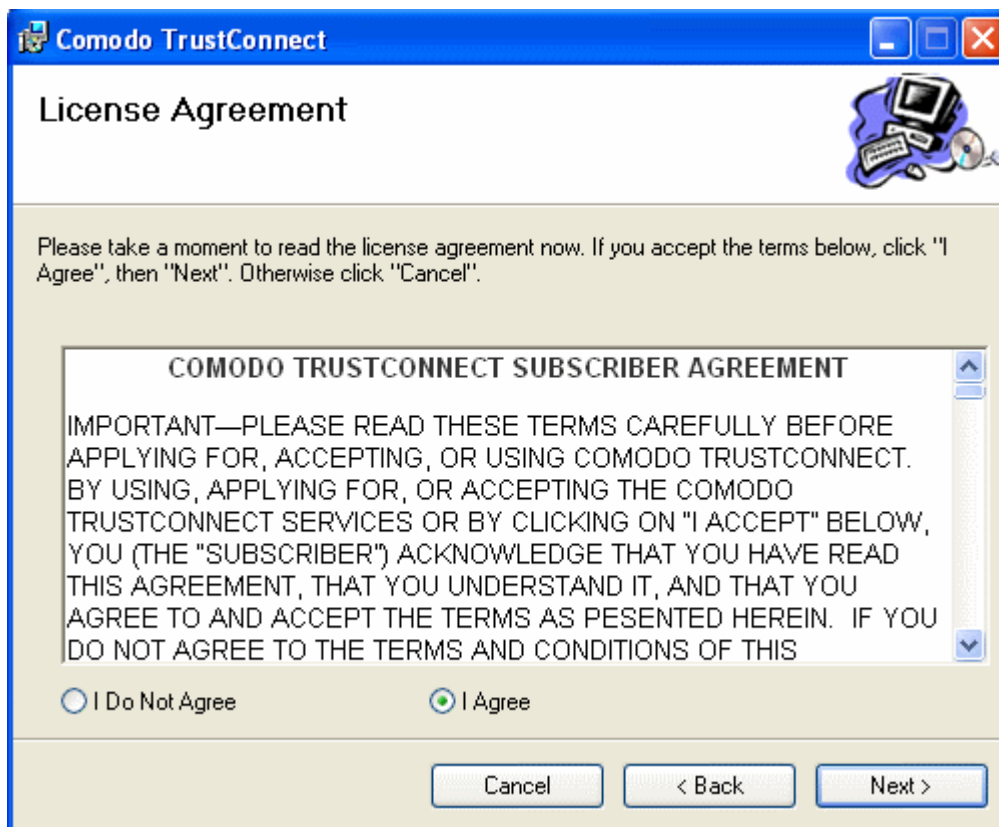 Comodo TrustConnect
License Agreement
Please take a moment to read the license agreement now. If you accept the terms below, click "I
Agree", then "Next". Otherwise click "Cancel".
COMODO TRUSTCONNECT SUBSCRIBER AGREEMENT
IMPORTANT—PLEASE READ THESE TERMS CAREFULLY BEFORE
APPLYING FOR, ACCEPTING, OR USING COMODO TRUSTCONNECT.
BY USING, APPLYING FOR, OR ACCEPTING THE COMODO
TRUSTCONNECT SERVICES OR BY CLICKING ON "I ACCEPT" BELOW,
YOU (THE "SUBSCRIBER") ACKNOWLEDGE THAT YOU HAVE READ
THIS AGREEMENT, THAT YOU UNDERSTAND IT, AND THAT YOU
AGREE TO AND ACCEPT THE TERMS AS PESENTED HEREIN.  IF YOU
DO NOT AGREE TO THE TERMS AND CONDITIONS OF THIS
I Do Not Agree
I Agree
Cancel
< Back
Next >